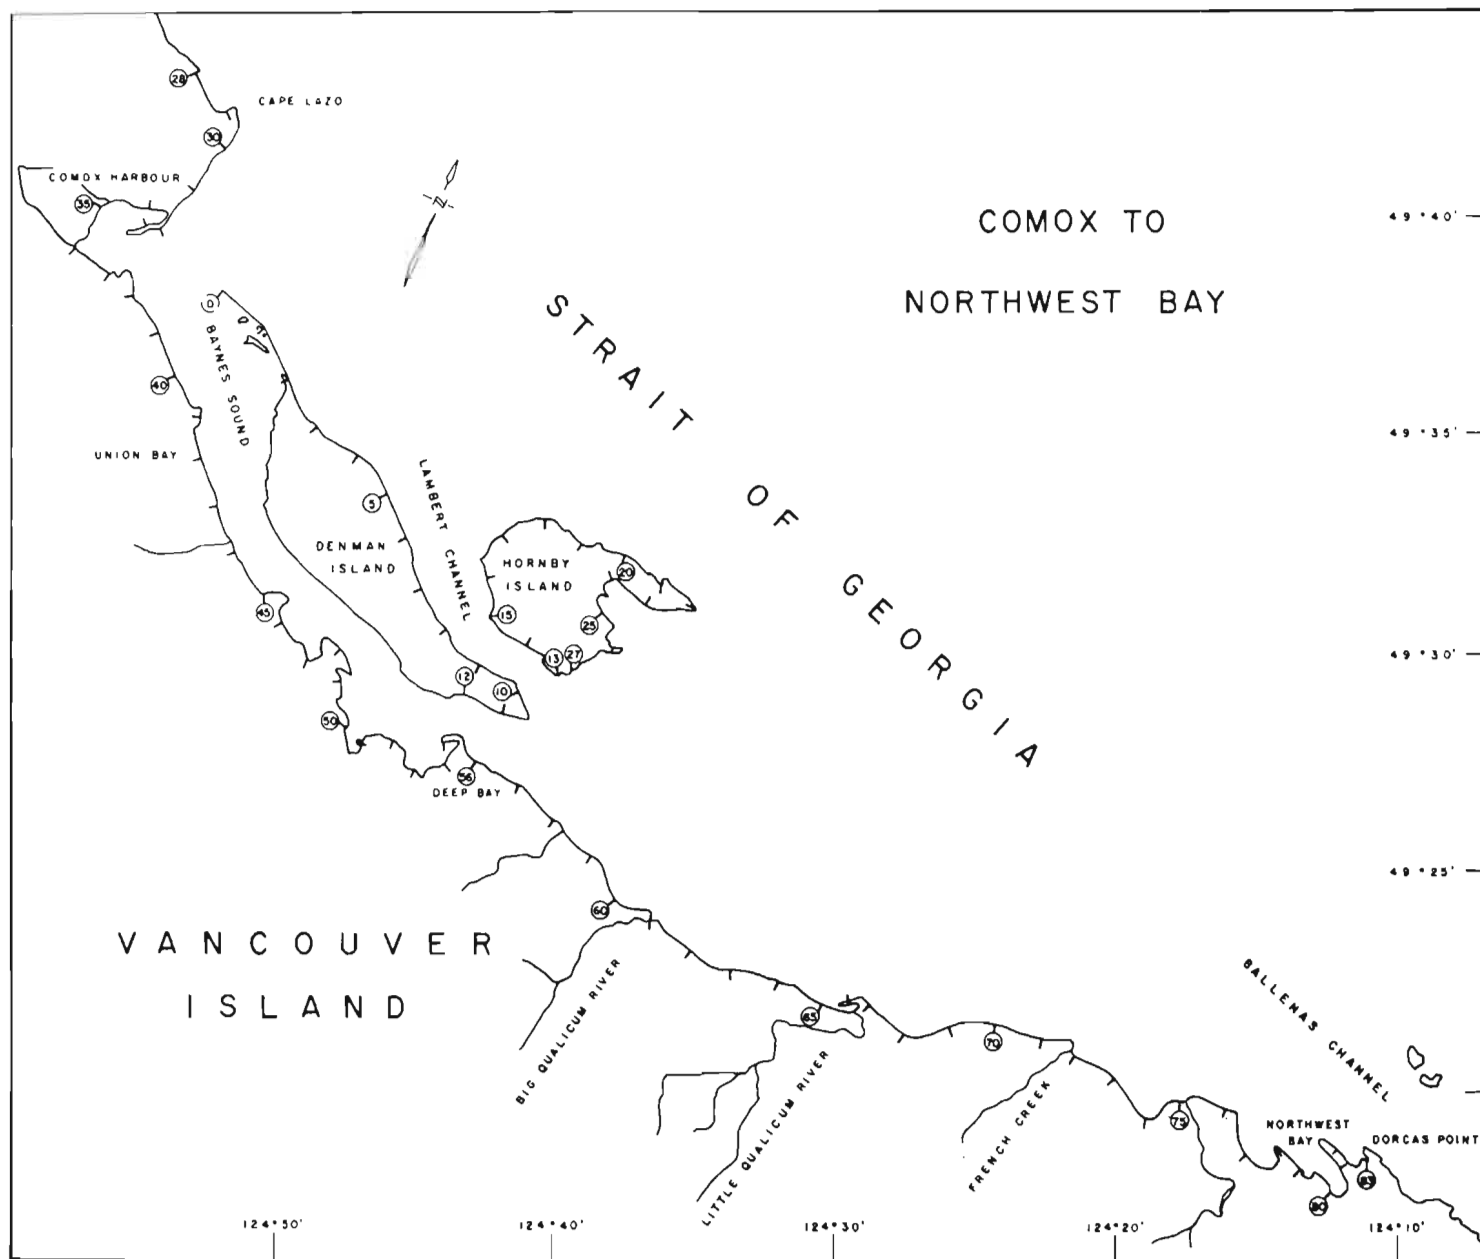 28
CAPE LAZO
30
COMOX HARBOUR
35
N
COMOX TO
NORTHWEST BAY
49°40'
0
BAYNES SOUND
STRAIT OF GEORGIA
40
49°35'
UNION BAY
LAMBERT CHANNEL
5
DENMAN
ISLAND
HORNBY
ISLAND
20
45
15
25
13
27
49°30'
12
10
50
56
DEEP BAY
49°25'
60
VANCOUVER
ISLAND
BIG QUALICUM RIVER
65
LITTLE QUALICUM RIVER
70
FRENCH CREEK
BALLENAS CHANNEL
75
NORTHWEST
BAY
DORCAS POINT
83
80
124°50'
124°40'
124°30'
124°20'
124°10'